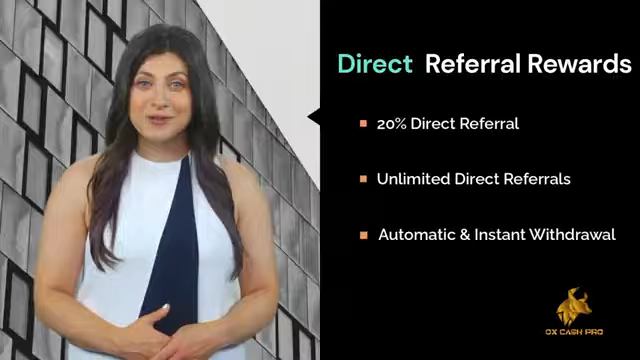 Direct Referral Rewards
20% Direct Referral
Unlimited Direct Referrals
Automatic & Instant Withdrawal
OX CASH PRO